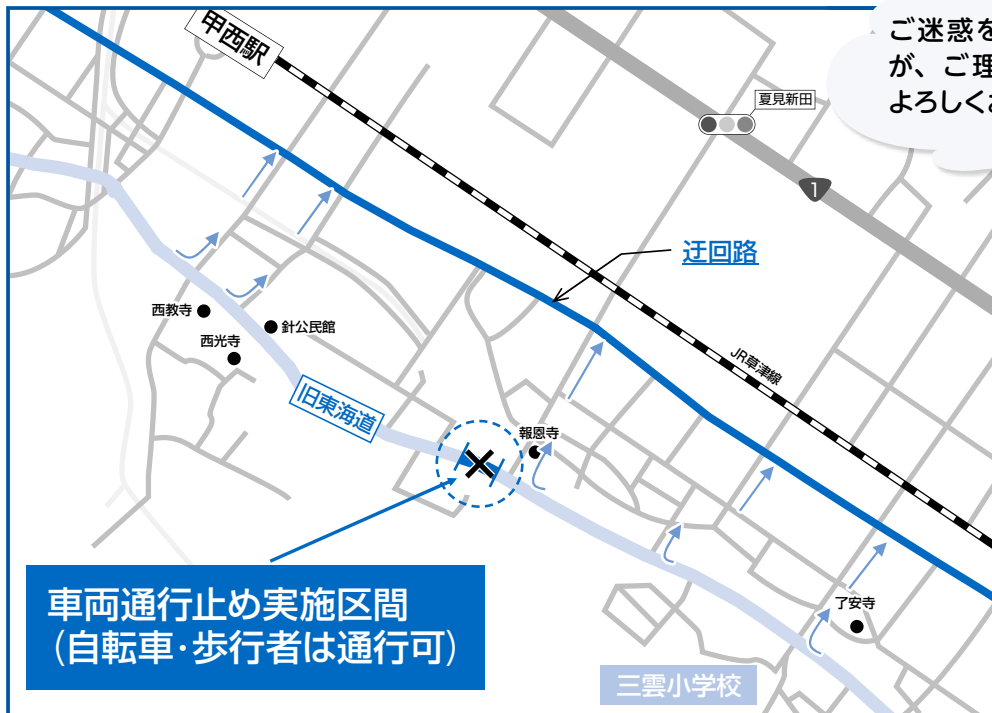 甲西駅
ご迷惑を
が、ご理
よろしくお
夏見新田
1
迂回路
西教寺
針公民館
西光寺
JR草津線
旧東海道
報恩寺
車両通行止め実施区間
(自転車・歩行者は通行可)
了安寺
三雲小学校